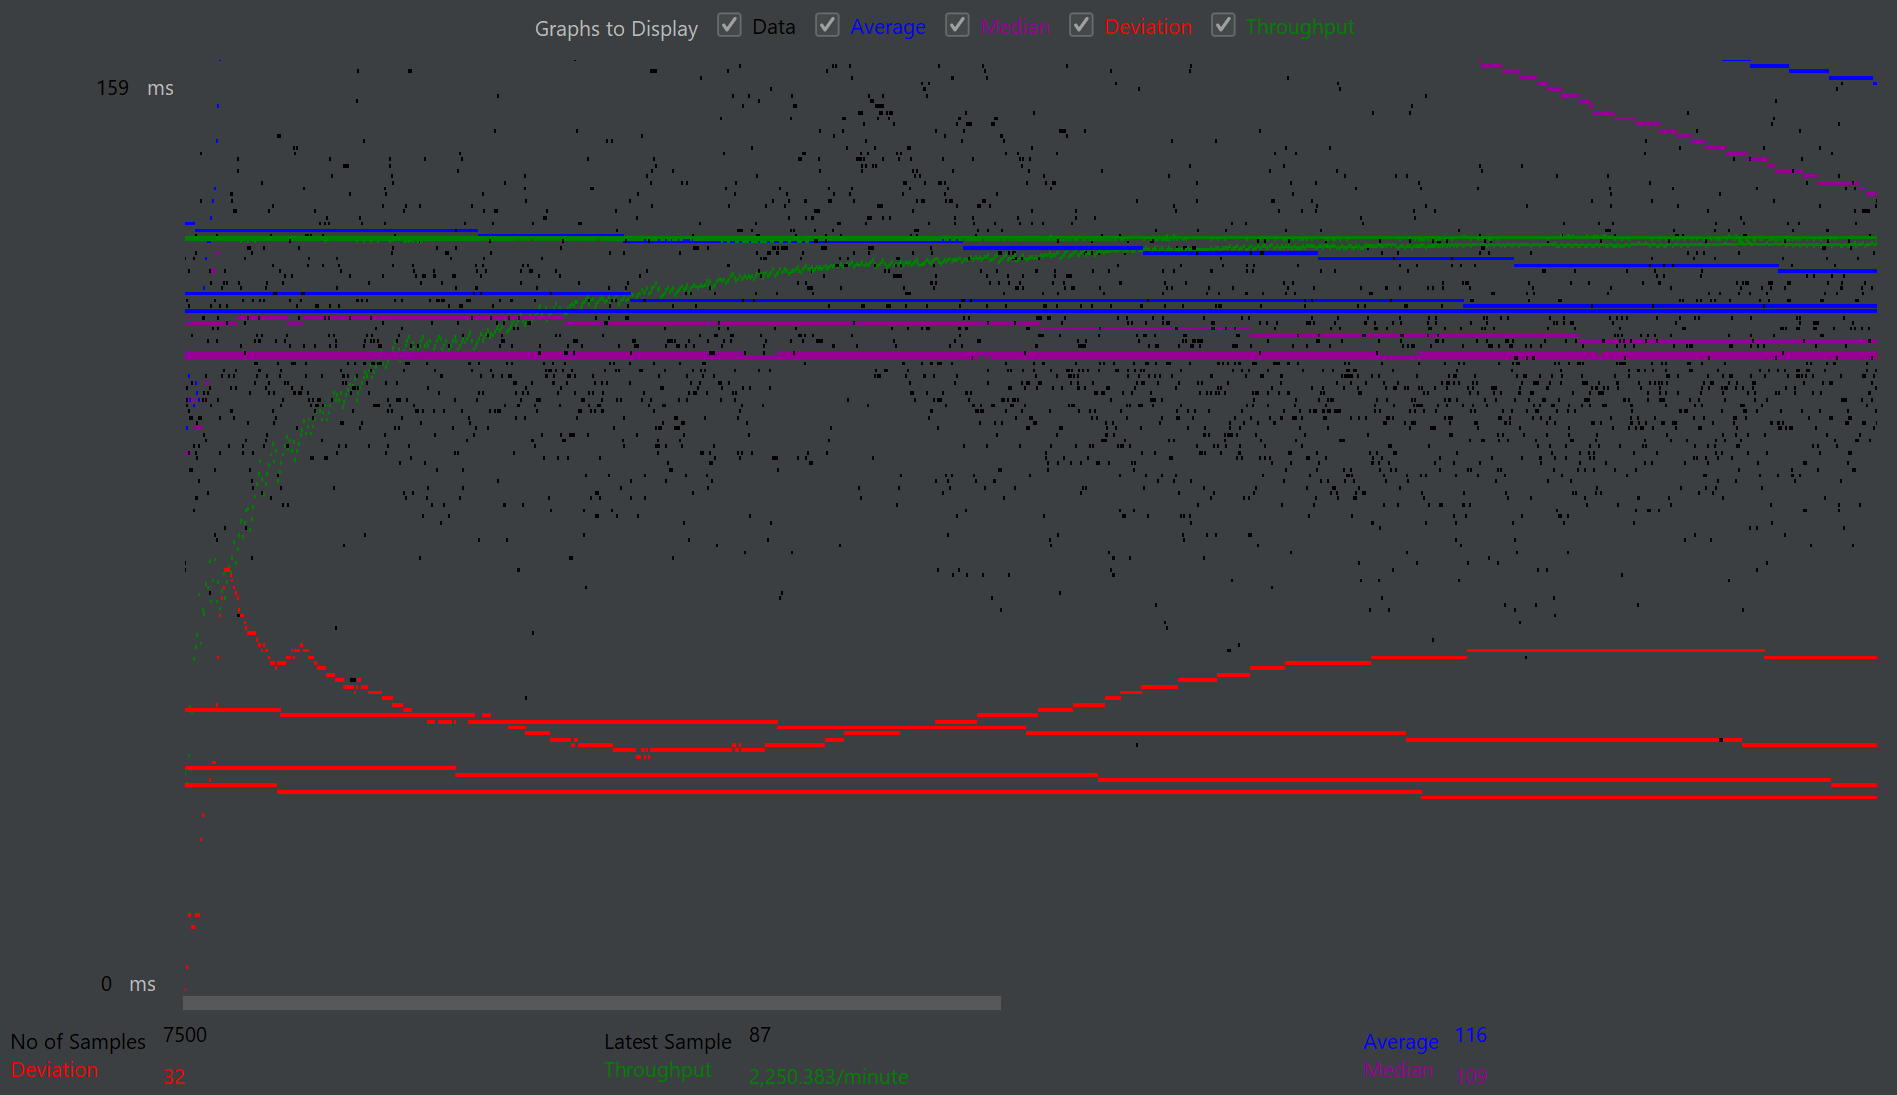 Graphs to Display Data Average Median Deviation Throughput
159 ms
0 ms
No of Samples 7500 Latest Sample 87 Average 116
Deviation 32 Throughput 2,250.383/minute Median 109